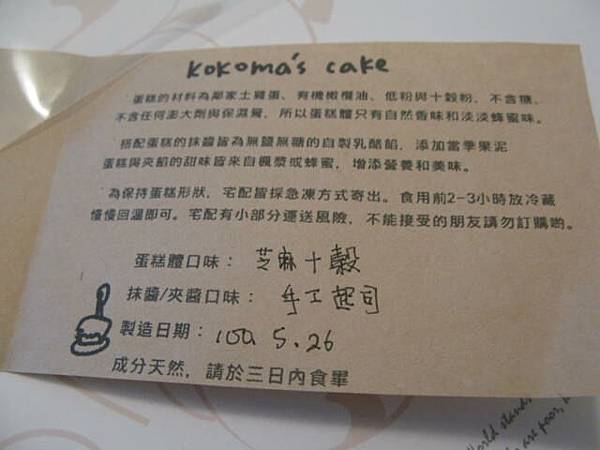 kokoma's cake
蛋糕的材料為鄰家土雞蛋、有機橄欖油、低粉與十穀粉，不含糖、
不含任何澎大劑與保濕餈，所以蛋糕體只有自然香味和淡淡蜂蜜味。
搭配蛋糕的抹醬皆為無鹽無糖的自製乳酪餡，添加當季果泥
蛋糕與夾餡的甜味皆來自楓漿或蜂蜜，增添營養和美味。
為保持蛋糕形狀，宅配皆採急凍方式寄出。食用前2-3小時放冷藏
慢慢回溫即可。宅配有小部分運送風險，不能接受的朋友請勿訂購喲。
蛋糕體口味：芝麻十穀
抹醬/夾醬口味：手工起司
製造日期：100 5.26
成分天然，請於三日內食畢
World stands
are poor,